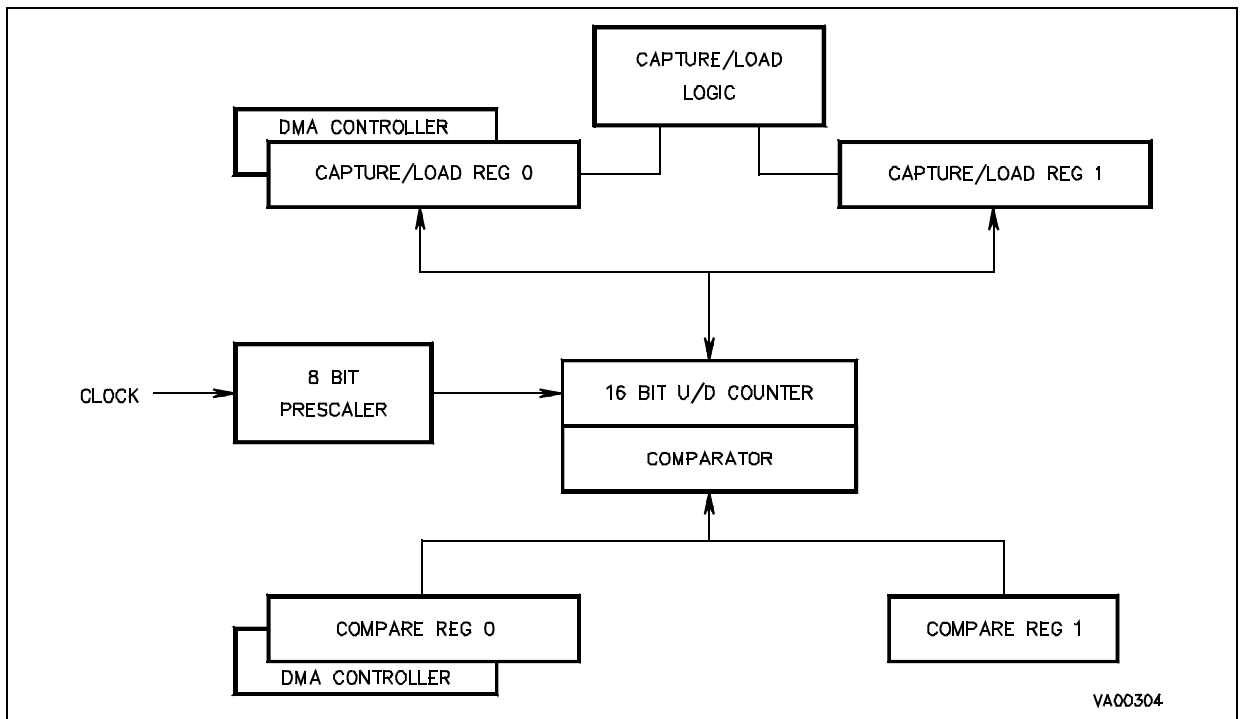 CAPTURE/LOAD
LOGIC
DMA CONTROLLER
CAPTURE/LOAD REG 0
CAPTURE/LOAD REG 1
CLOCK
8 BIT
PRESCALER
16 BIT U/D COUNTER
COMPARATOR
COMPARE REG 0
COMPARE REG 1
DMA CONTROLLER
VA00304